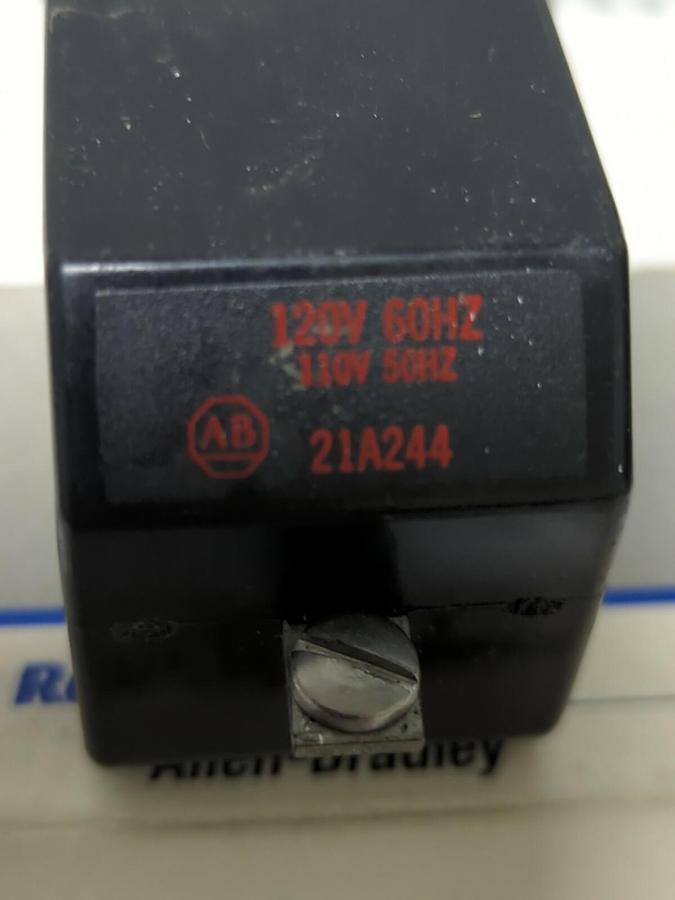 120V 60HZ
110V 50HZ
AB
21A244
Allen-Bradley